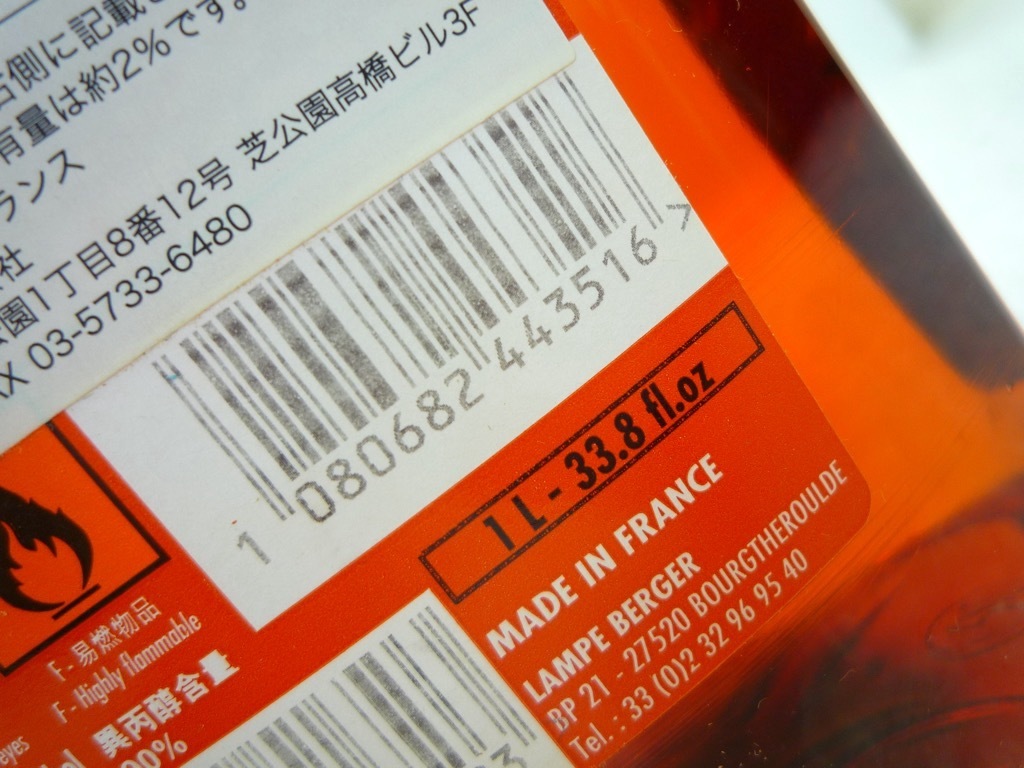 右側に記載
有量は約2%です。
ランス
社
園1丁目8番12号 芝公園高橋ビル3F
X 03-5733-6480
1 080682 443516 >
1 L - 33.8 fl.oz
MADE IN FRANCE
LAMPE BERGER
BP 21 - 27520 BOURGTHEROULDE
Tel. : 33 (0)2 32 96 95 40
F - 易燃物品
F - Highly flammable
eyes
異丙醇含量
00%